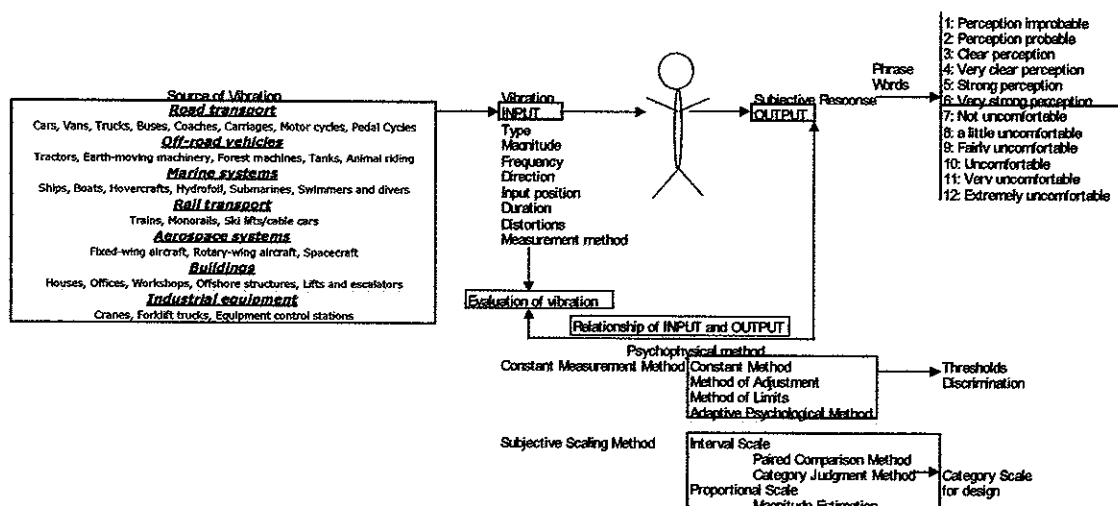 Source of Vibration
Road transport
Cars, Vans, Trucks, Buses, Coaches, Carriages, Motor cycles, Pedal Cycles
Off-road vehicles
Tractors, Earth-moving machinery, Forest machines, Tanks, Animal riding
Marine systems
Ships, Boats, Hovercrafts, Hydrofoil, Submarines, Swimmers and divers
Rail transport
Trains, Monorails, Ski lifts/cable cars
Aerospace systems
Fixed-wing aircraft, Rotary-wing aircraft, Spacecraft
Buildings
Houses, Offices, Workshops, Offshore structures, Lifts and escalators
Industrial equipment
Cranes, Forklift trucks, Equipment control stations
Vibration
INPUT
Type
Magnitude
Frequency
Direction
Input position
Duration
Distortions
Measurement method
Evaluation of vibration
Subjective Response
OUTPUT
Phrase
Words
1: Perception improbable
2: Perception probable
3: Clear perception
4: Very clear perception
5: Strong perception
6: Very strong perception
7: Not uncomfortable
8: a little uncomfortable
9: Fairly uncomfortable
10: Uncomfortable
11: Very uncomfortable
12: Extremely uncomfortable
Relationship of INPUT and OUTPUT
Psychophysical method
Constant Measurement Method
Constant Method
Method of Adjustment
Method of Limits
Adaptive Psychological Method
Thresholds
Discrimination
Subjective Scaling Method
Interval Scale
Paired Comparison Method
Category Judgment Method
Proportional Scale
Magnitude Estimation
Category Scale
for design